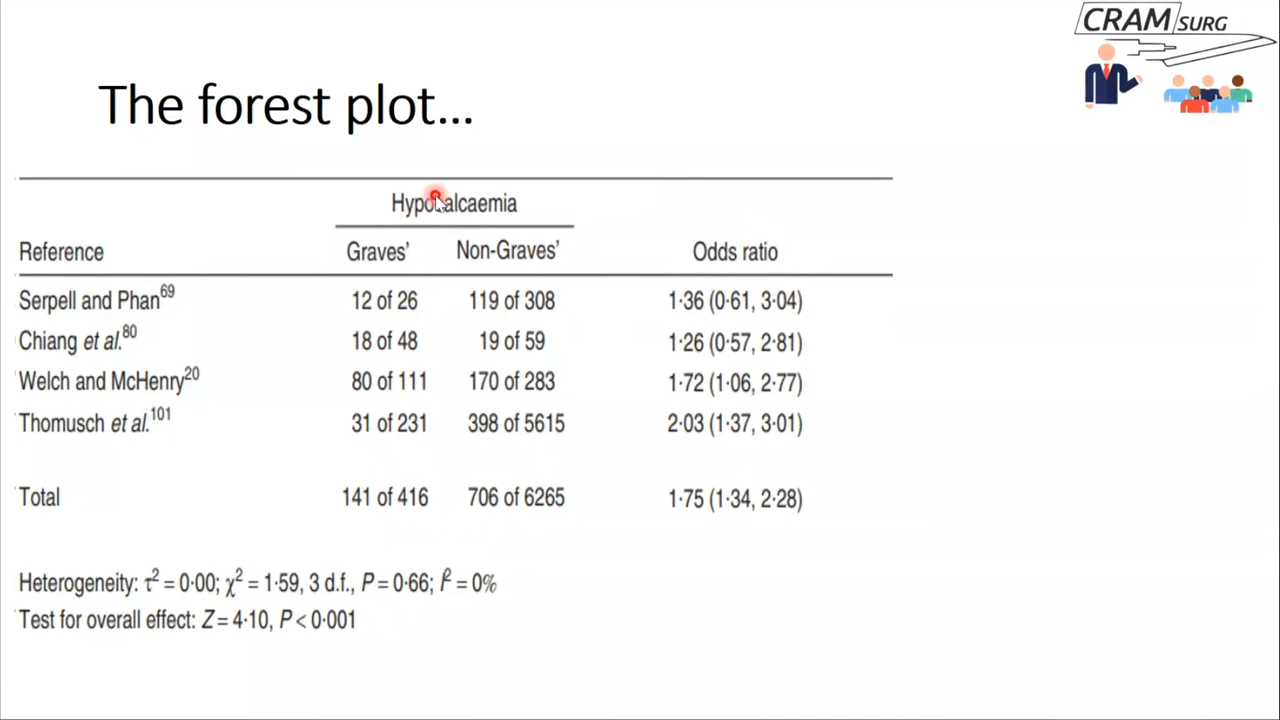 CRAM SURG
The forest plot...
Hypocalcaemia
Reference Graves’ Non-Graves’ Odds ratio
Serpell and Phan69 12 of 26 119 of 308 1·36 (0·61, 3·04)
Chiang et al.80 18 of 48 19 of 59 1·26 (0·57, 2·81)
Welch and McHenry20 80 of 111 170 of 283 1·72 (1·06, 2·77)
Thomusch et al.101 31 of 231 398 of 5615 2·03 (1·37, 3·01)
Total 141 of 416 706 of 6265 1·75 (1·34, 2·28)
Heterogeneity: τ2 = 0·00; χ2 = 1·59, 3 d.f., P = 0·66; I2 = 0%
Test for overall effect: Z = 4·10, P < 0·001